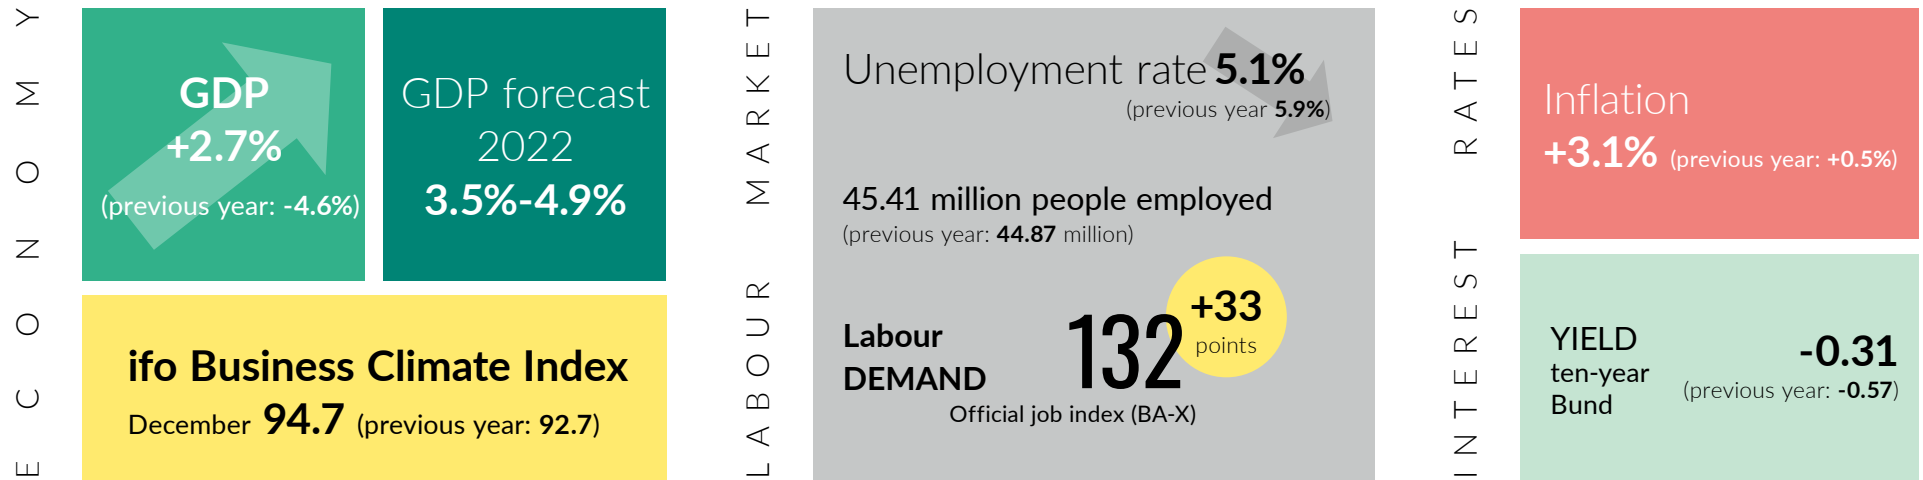 ECONOMY
GDP
+2.7%
(previous year: -4.6%)
GDP forecast
2022
3.5%-4.9%
ifo Business Climate Index
December 94.7 (previous year: 92.7)
LABOUR MARKET
Unemployment rate 5.1%
(previous year 5.9%)
45.41 million people employed
(previous year: 44.87 million)
Labour
DEMAND
132
+33
points
Official job index (BA-X)
INTEREST RATES
Inflation
+3.1% (previous year: +0.5%)
YIELD
ten-year
Bund
-0.31
(previous year: -0.57)